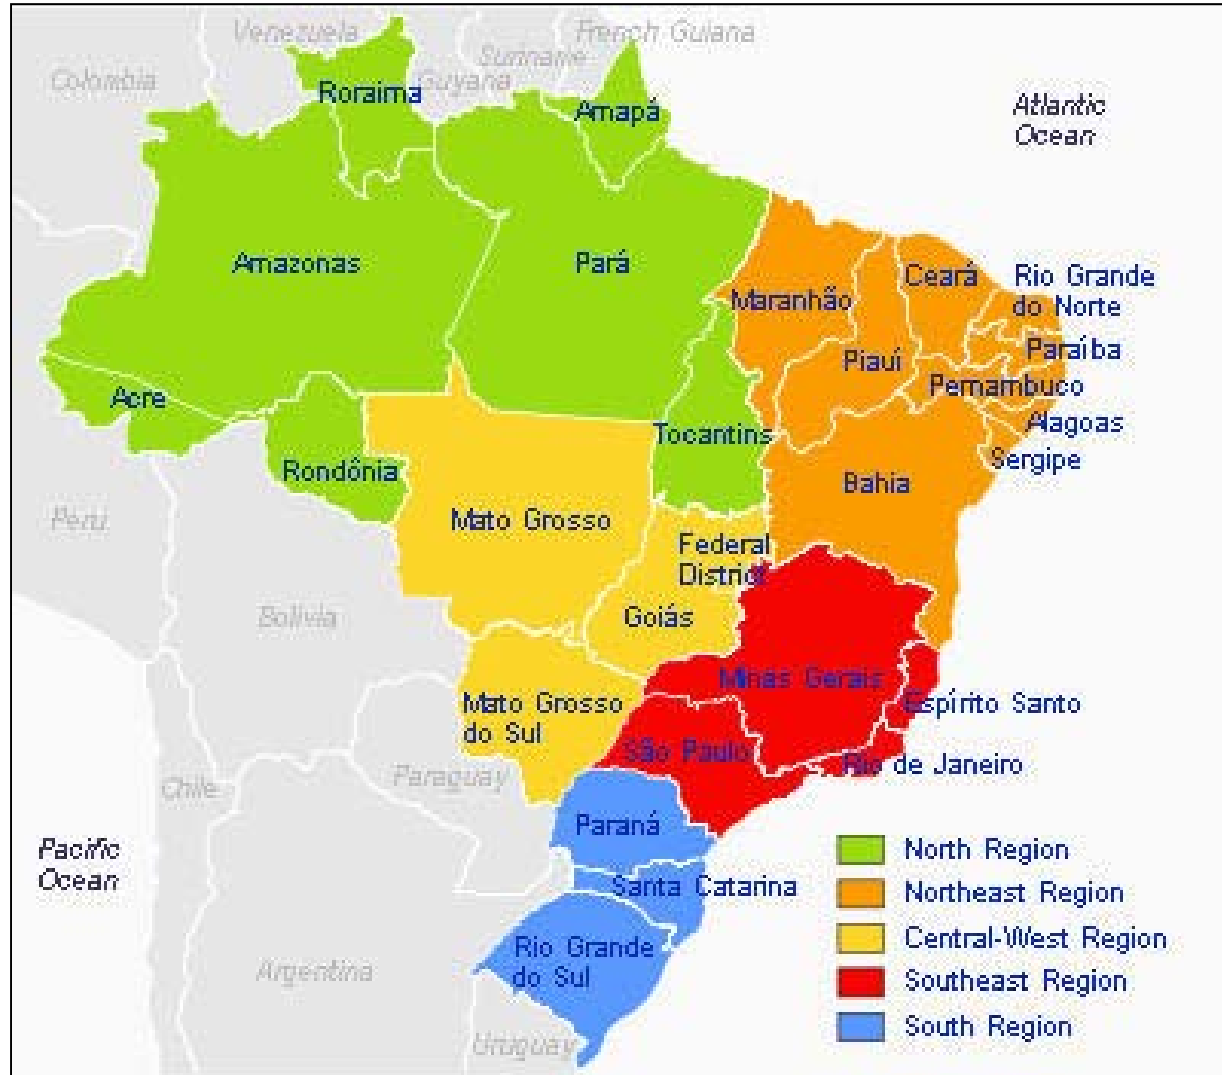 Venezuela
French Guiana
Suriname
Colombia
Guyana
Roraima
Amapá
Atlantic
Ocean
Amazonas
Pará
Maranhão
Ceará
Rio Grande
do Norte
Piauí
Paraíba
Pernambuco
Acre
Alagoas
Tocantins
Sergipe
Rondônia
Bahia
Peru
Mato Grosso
Federal
District
Bolivia
Goiás
Minas Gerais
Mato Grosso
do Sul
Espírito Santo
São Paulo
Rio de Janeiro
Paraguay
Chile
Paraná
Pacific
Ocean
Santa Catarina
Rio Grande
do Sul
Argentina
Uruguay
North Region
Northeast Region
Central-West Region
Southeast Region
South Region